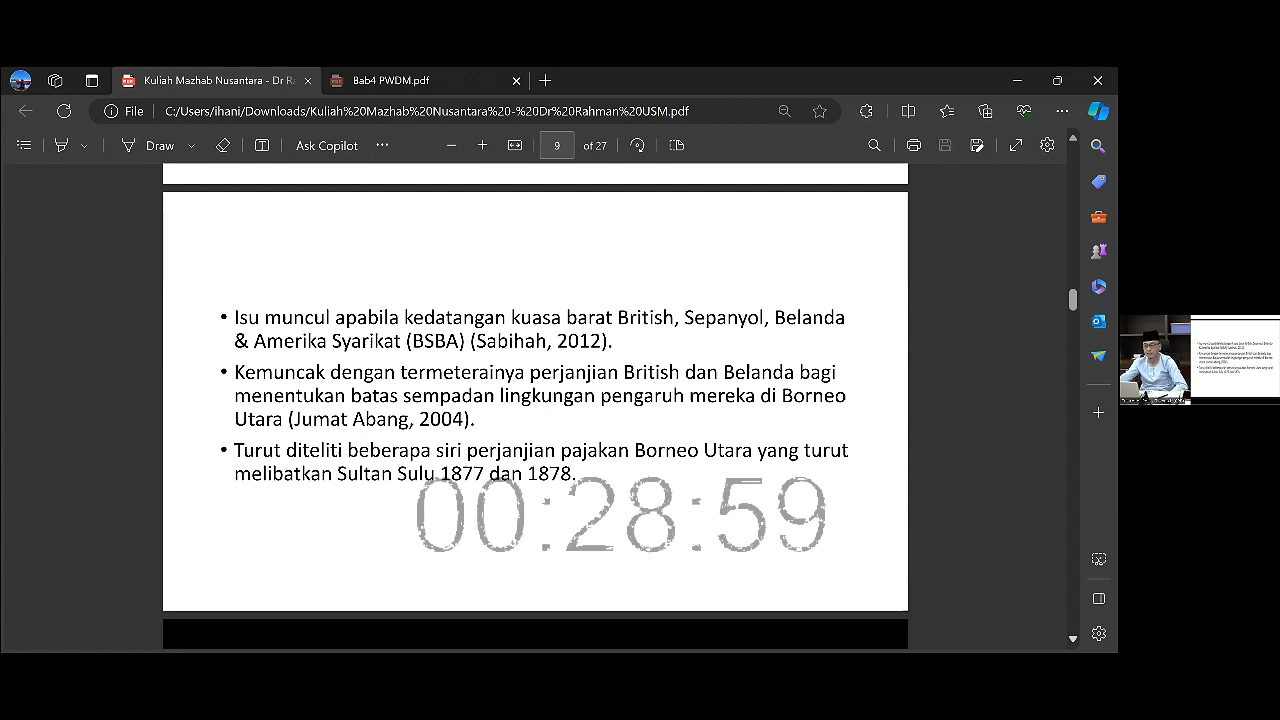 Kuliah Mazhab Nusantara - Dr Ra
Bab4 PWDM.pdf
File
C:/Users/ihani/Downloads/Kuliah%20Mazhab%20Nusantara%20-%20Dr%20Rahman%20USM.pdf
Draw
Ask Copilot
9 of 27
• Isu muncul apabila kedatangan kuasa barat British, Sepanyol, Belanda
& Amerika Syarikat (BSBA) (Sabihah, 2012).
• Kemuncak dengan termeterainya perjanjian British dan Belanda bagi
menentukan batas sempadan lingkungan pengaruh mereka di Borneo
Utara (Jumat Abang, 2004).
• Turut diteliti beberapa siri perjanjian pajakan Borneo Utara yang turut
melibatkan Sultan Sulu 1877 dan 1878.
00:28:59